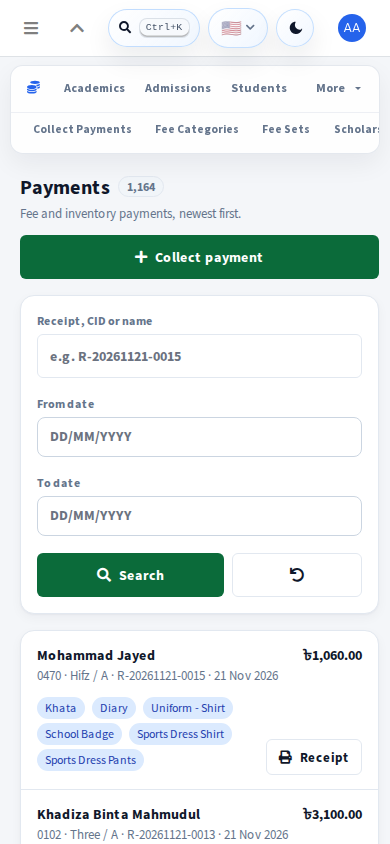 Ctrl+K
AA
Academics Admissions Students More
Collect Payments Fee Categories Fee Sets Scholars
Payments 1,164
Fee and inventory payments, newest first.
Collect payment
Receipt, CID or name
e.g. R-20261121-0015
From date
DD/MM/YYYY
To date
DD/MM/YYYY
Search
Mohammad Jayed ৳1,060.00
0470 · Hifz / A · R-20261121-0015 · 21 Nov 2026
Khata Diary Uniform - Shirt
School Badge Sports Dress Shirt
Sports Dress Pants
Receipt
Khadiza Binta Mahmudul ৳3,100.00
0102 · Three / A · R-20261121-0013 · 21 Nov 2026